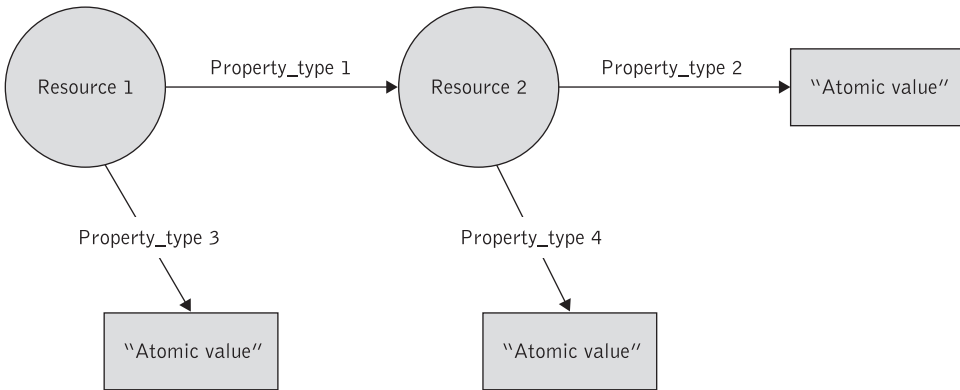 Property_type 1
Property_type 2
Resource 1
Resource 2
“Atomic value”
Property_type 3
Property_type 4
“Atomic value”
“Atomic value”